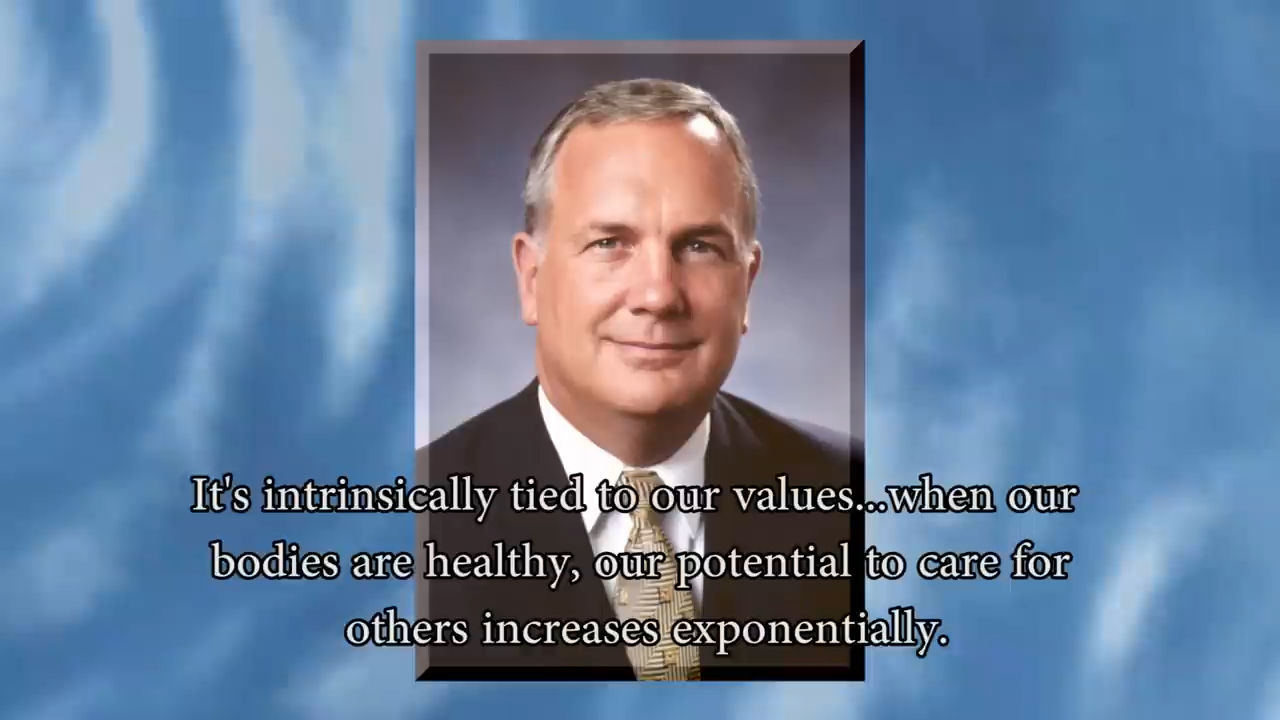 It's intrinsically tied to our values...when our
bodies are healthy, our potential to care for
others increases exponentially.